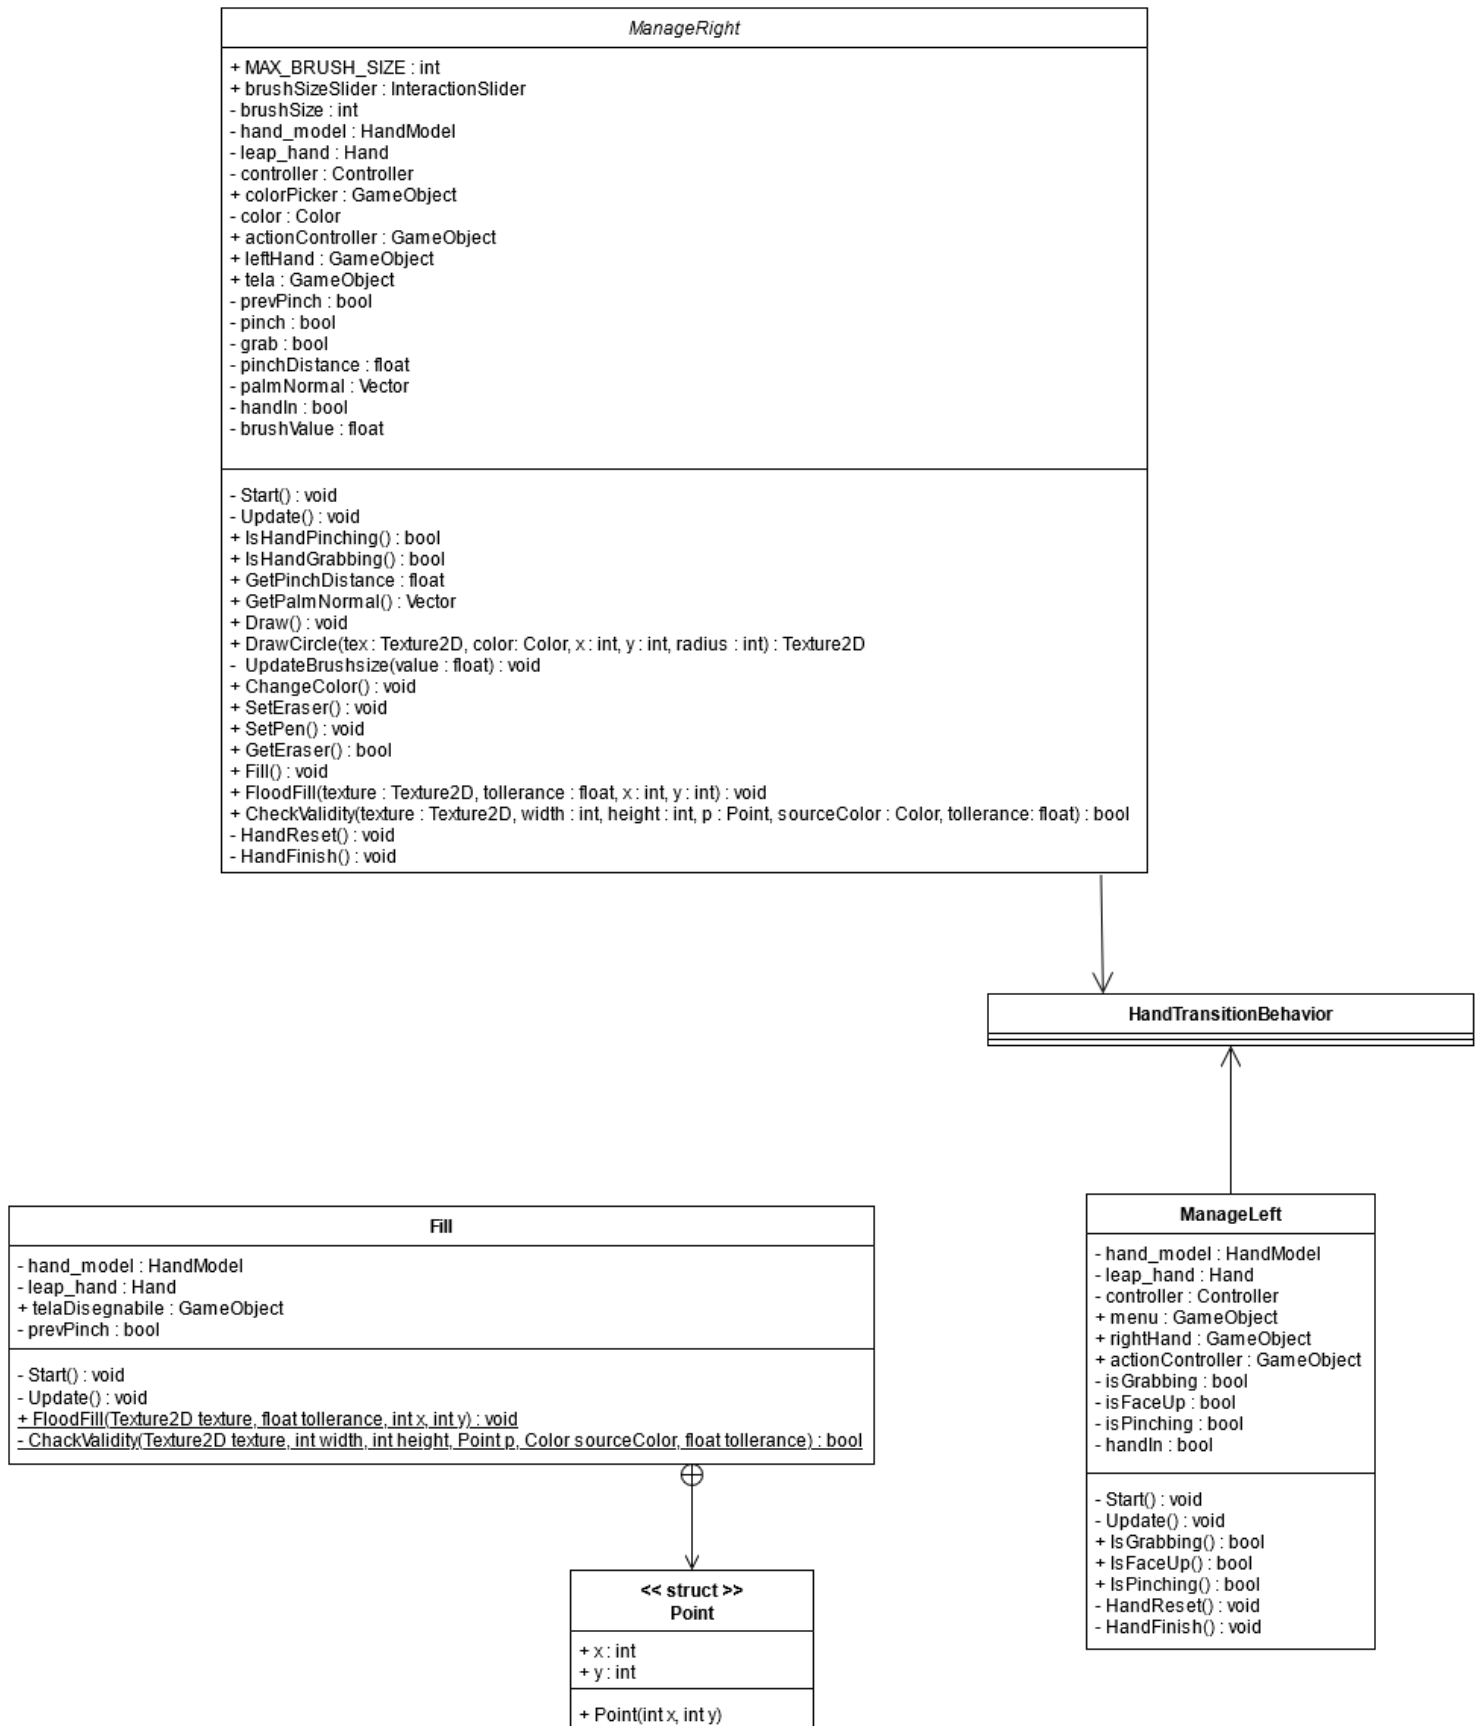 ManageRight
+ MAX_BRUSH_SIZE : int
+ brushSizeSlider : InteractionSlider
- brushSize : int
- hand_model : HandModel
- leap_hand : Hand
- controller : Controller
+ colorPicker : GameObject
- color : Color
+ actionController : GameObject
+ leftHand : GameObject
+ tela : GameObject
- prevPinch : bool
- pinch : bool
- grab : bool
- pinchDistance : float
- palmNormal : Vector
- handIn : bool
- brushValue : float
- Start() : void
- Update() : void
+ IsHandPinching() : bool
+ IsHandGrabbing() : bool
+ GetPinchDistance : float
+ GetPalmNormal() : Vector
+ Draw() : void
+ DrawCircle(tex : Texture2D, color: Color, x : int, y : int, radius : int) : Texture2D
- UpdateBrushsize(value : float) : void
+ ChangeColor() : void
+ SetEraser() : void
+ SetPen() : void
+ GetEraser() : bool
+ Fill() : void
+ FloodFill(texture : Texture2D, tollerance : float, x : int, y : int) : void
+ CheckValidity(texture : Texture2D, width : int, height : int, p : Point, sourceColor : Color, tollerance: float) : bool
- HandReset() : void
- HandFinish() : void
HandTransitionBehavior
Fill
- hand_model : HandModel
- leap_hand : Hand
+ telaDisegnabile : GameObject
- prevPinch : bool
- Start() : void
- Update() : void
+ FloodFill(Texture2D texture, float tollerance, int x, int y) : void
- ChackValidity(Texture2D texture, int width, int height, Point p, Color sourceColor, float tollerance) : bool
ManageLeft
- hand_model : HandModel
- leap_hand : Hand
- controller : Controller
+ menu : GameObject
+ rightHand : GameObject
+ actionController : GameObject
- isGrabbing : bool
- isFaceUp : bool
- isPinching : bool
- handIn : bool
- Start() : void
- Update() : void
+ IsGrabbing() : bool
+ IsFaceUp() : bool
+ IsPinching() : bool
- HandReset() : void
- HandFinish() : void
<< struct >>
Point
+ x : int
+ y : int
+ Point(int x, int y)